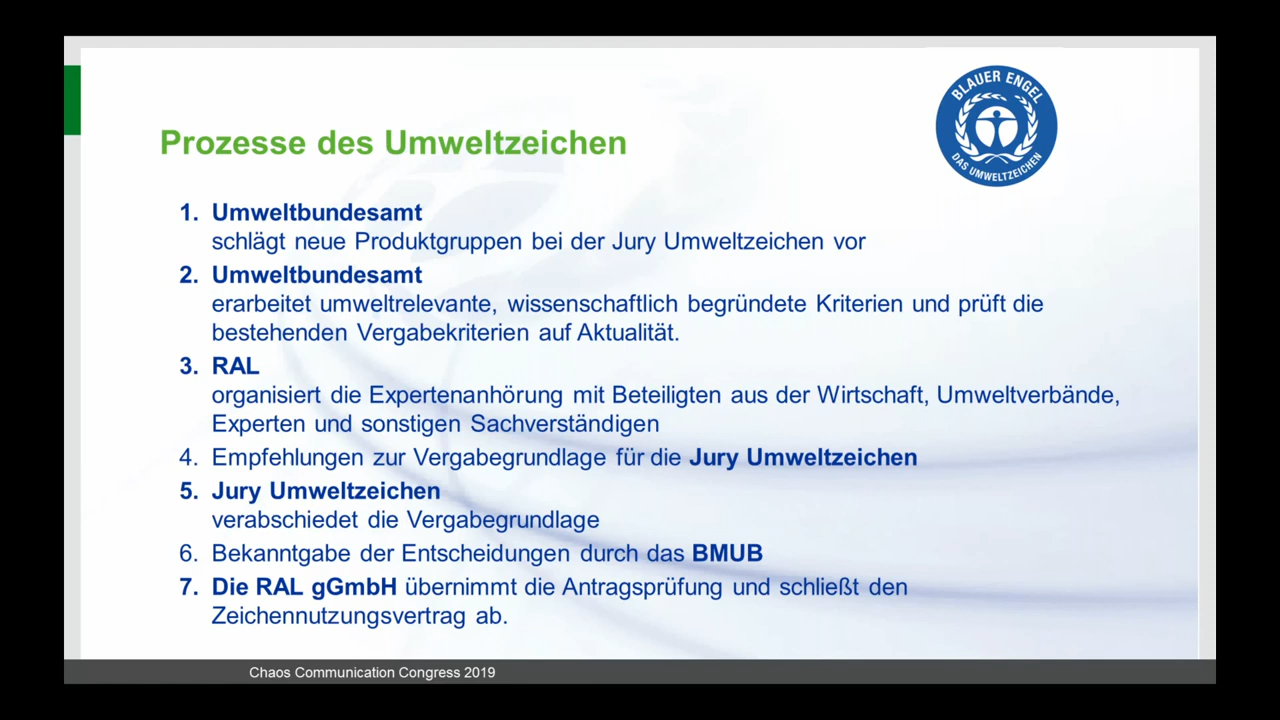 BLAUER ENGEL
DAS UMWELTZEICHEN
Prozesse des Umweltzeichen
1. Umweltbundesamt
schlägt neue Produktgruppen bei der Jury Umweltzeichen vor
2. Umweltbundesamt
erarbeitet umweltrelevante, wissenschaftlich begründete Kriterien und prüft die
bestehenden Vergabekriterien auf Aktualität.
3. RAL
organisiert die Expertenanhörung mit Beteiligten aus der Wirtschaft, Umweltverbände,
Experten und sonstigen Sachverständigen
4. Empfehlungen zur Vergabegrundlage für die Jury Umweltzeichen
5. Jury Umweltzeichen
verabschiedet die Vergabegrundlage
6. Bekanntgabe der Entscheidungen durch das BMUB
7. Die RAL gGmbH übernimmt die Antragsprüfung und schließt den
Zeichennutzungsvertrag ab.
Chaos Communication Congress 2019